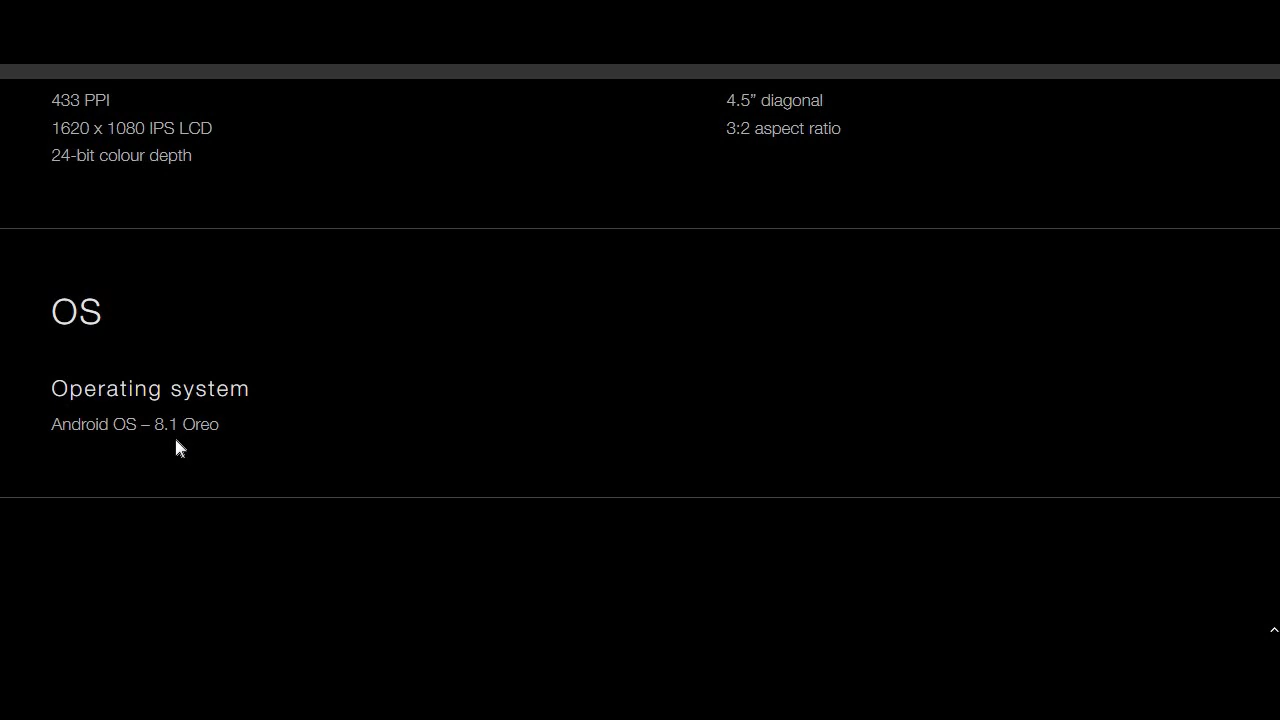 433 PPI
1620 x 1080 IPS LCD
24-bit colour depth
4.5” diagonal
3:2 aspect ratio
OS
Operating system
Android OS – 8.1 Oreo